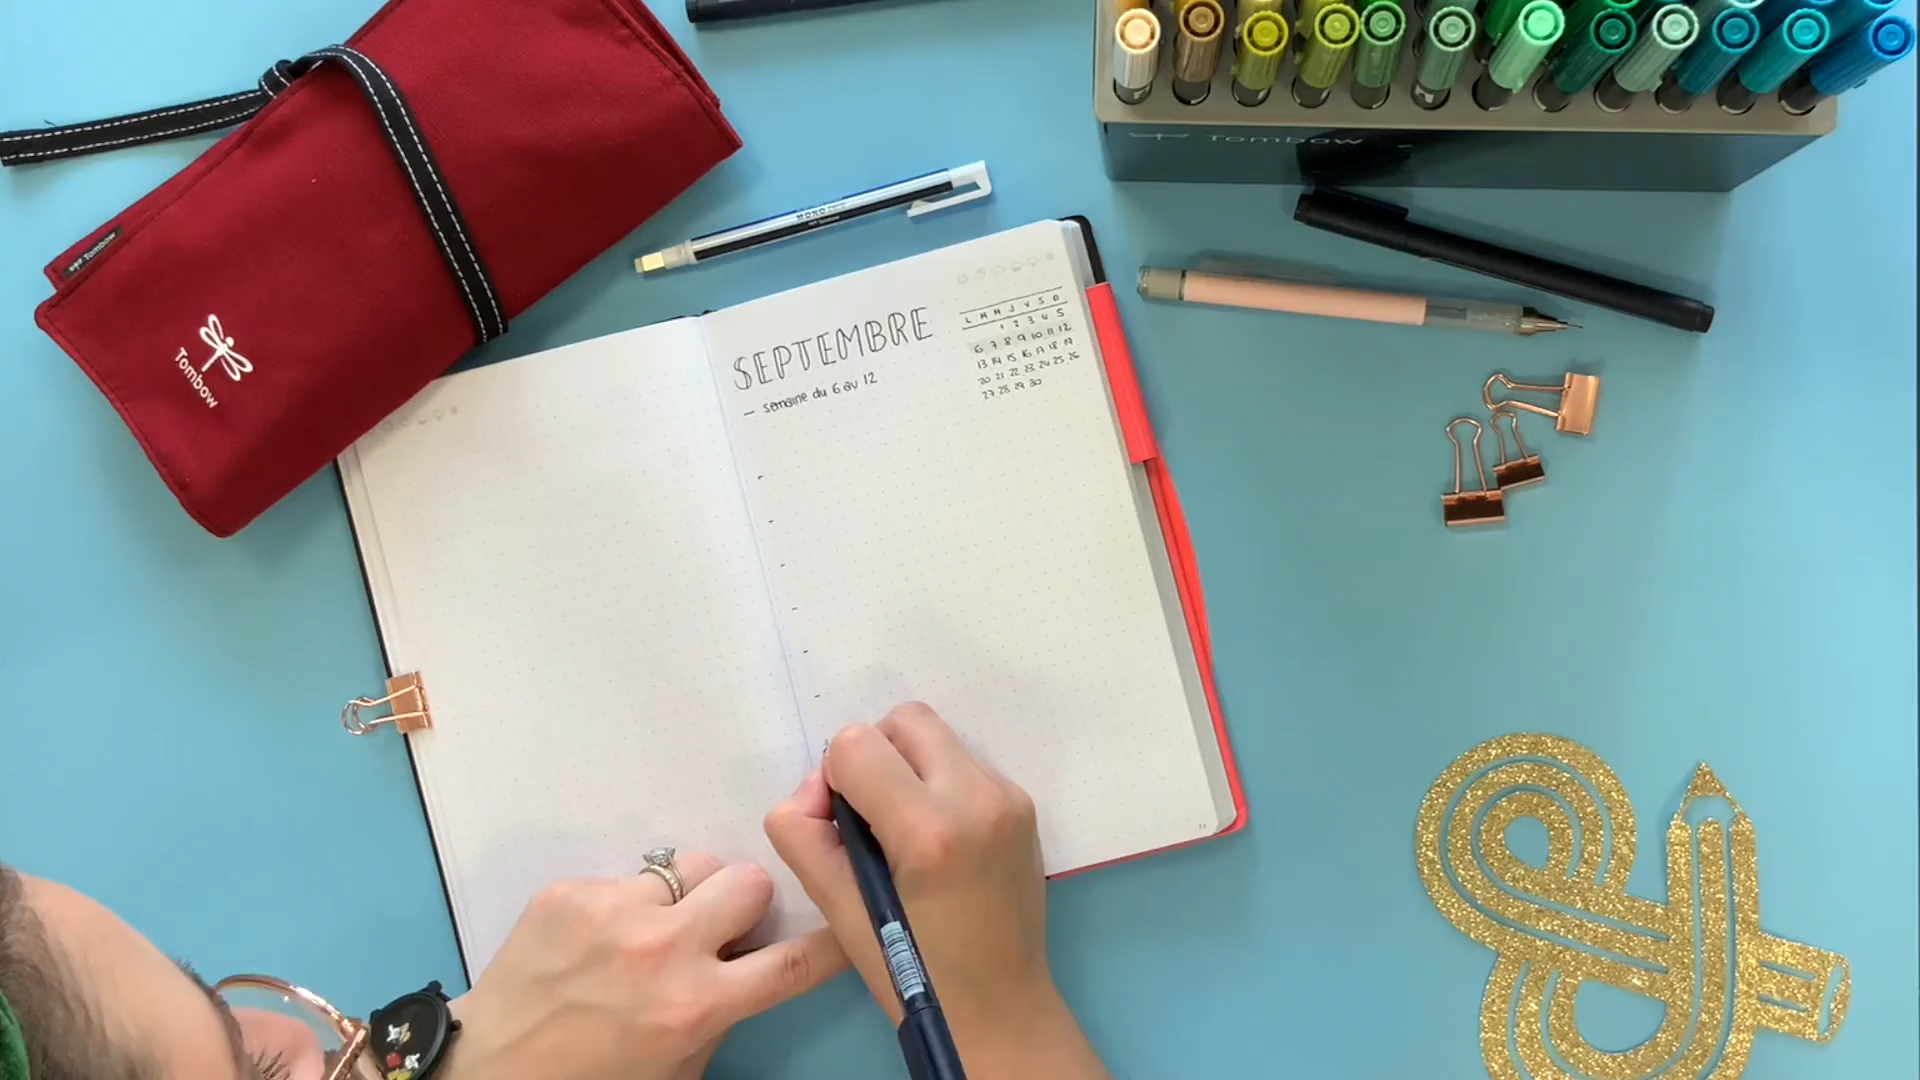 Tombow
Tombow
Tombow
MONO zero
SEPTEMBRE
— semaine du 6 au 12
L M M J V S D
1 2 3 4 5
6 7 8 9 10 11 12
13 14 15 16 17 18 19
20 21 22 23 24 25 26
27 28 29 30